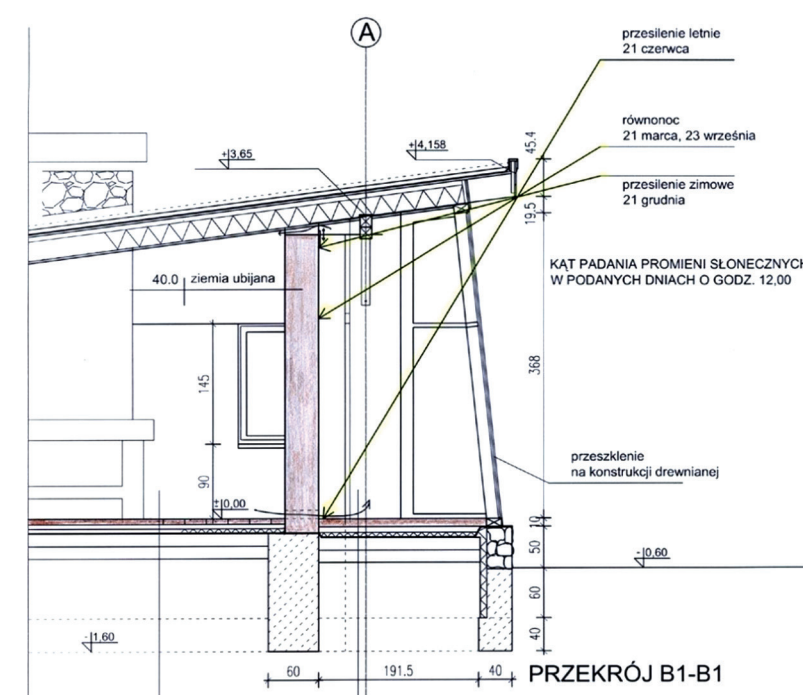 A
przesilenie letnie
21 czerwca
równonoc
21 marca, 23 września
przesilenie zimowe
21 grudnia
+3,65
+4,158
45.4
19.5
KĄT PADANIA PROMIENI SŁONECZNYCH
W PODANYCH DNIACH O GODZ. 12,00
40.0 ziemia ubijana
145
368
90
przeszklenie
na konstrukcji drewnianej
±0,00
10
50
-0,60
60
40
-1,60
60 191.5 40
PRZEKRÓJ B1-B1